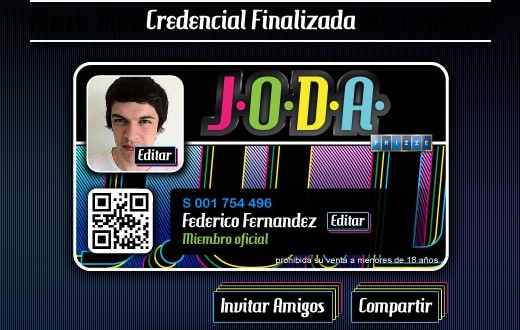 Credencial Finalizada
J·O·D·A·
FRIZZE
Editar
S 001 754 496
Federico Fernandez Editar
Miembro oficial
prohibida su venta a menores de 18 años
Invitar Amigos Compartir